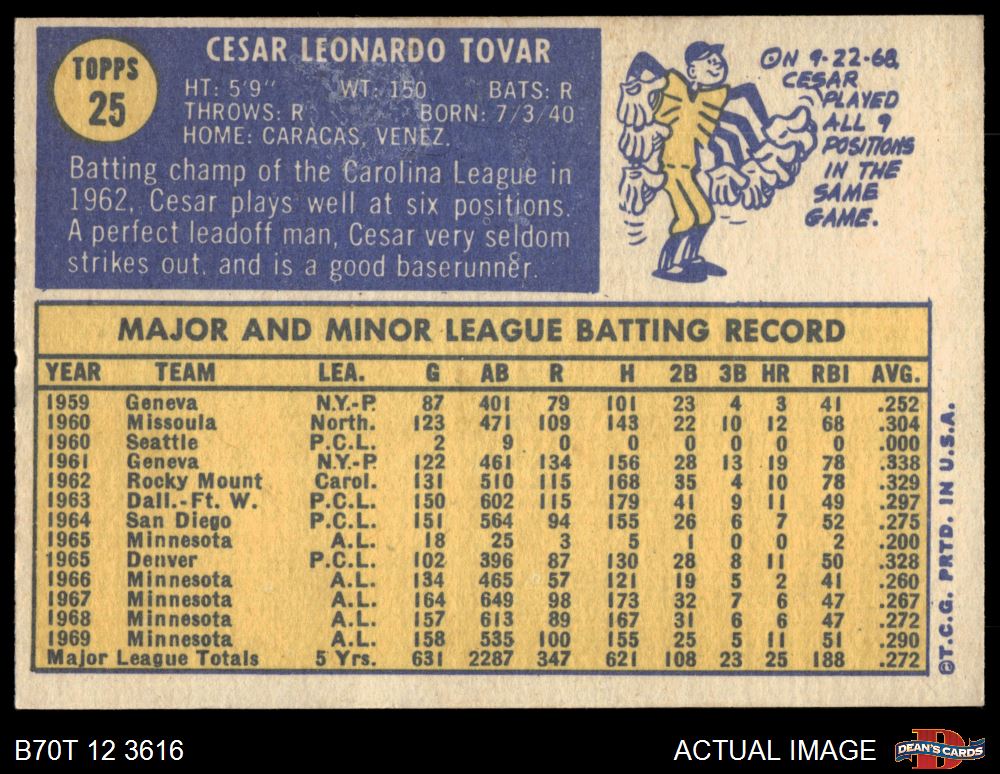 TOPPS
25
CESAR LEONARDO TOVAR
HT: 5'9" WT: 150 BATS: R
THROWS: R BORN: 7/3/40
HOME: CARACAS, VENEZ.
Batting champ of the Carolina League in
1962, Cesar plays well at six positions.
A perfect leadoff man, Cesar very seldom
strikes out, and is a good baserunner.
ON 9-22-68,
CESAR
PLAYED
ALL 9
POSITIONS
IN THE
SAME
GAME.
MAJOR AND MINOR LEAGUE BATTING RECORD
YEAR TEAM LEA. G AB R H 2B 3B HR RBI AVG.
1959 Geneva N.Y.-P. 87 401 79 101 23 4 3 41 .252
1960 Missoula North. 123 471 109 143 22 10 12 68 .304
1960 Seattle P.C.L. 2 9 0 0 0 0 0 0 .000
1961 Geneva N.Y.-P. 122 461 134 156 28 13 19 78 .338
1962 Rocky Mount Carol. 131 510 115 168 35 4 10 78 .329
1963 Dall.-Ft. W. P.C.L. 150 602 115 179 41 9 11 49 .297
1964 San Diego P.C.L. 151 564 94 155 26 6 7 52 .275
1965 Minnesota A.L. 18 25 3 5 1 0 0 2 .200
1965 Denver P.C.L. 102 396 87 130 28 8 11 50 .328
1966 Minnesota A.L. 134 465 57 121 19 5 2 41 .260
1967 Minnesota A.L. 164 649 98 173 32 7 6 47 .267
1968 Minnesota A.L. 157 613 89 167 31 6 6 47 .272
1969 Minnesota A.L. 158 535 100 155 25 5 11 51 .290
Major League Totals 5 Yrs. 631 2287 347 621 108 23 25 188 .272
©T.C.G. PRTD. IN U.S.A.
B70T 12 3616
ACTUAL IMAGE
D
DEAN'S CARDS